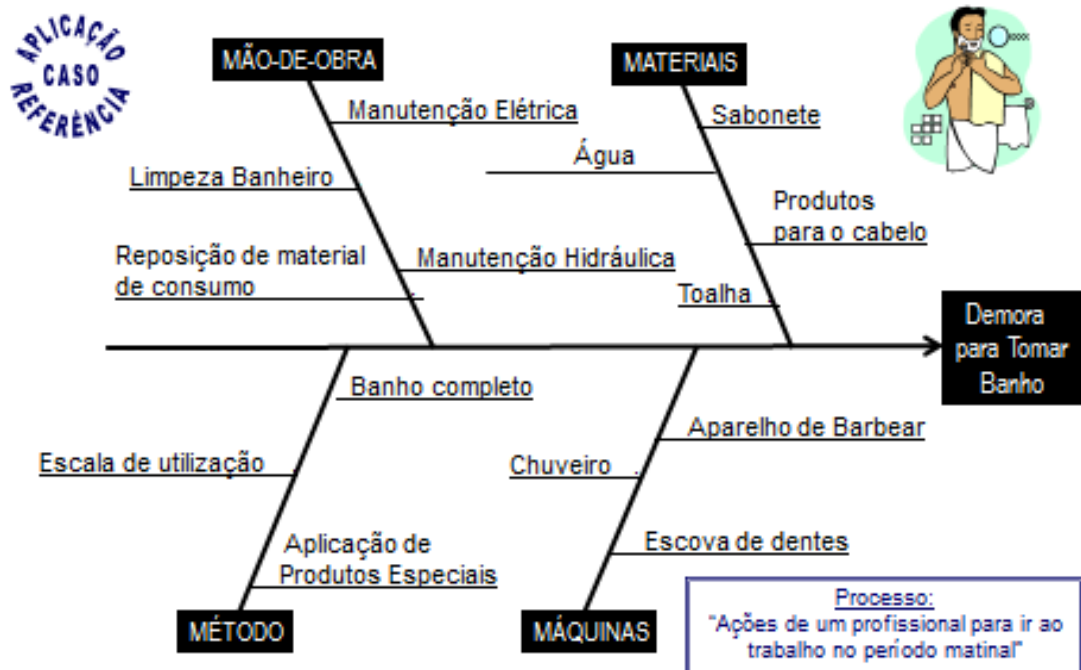 APLICAÇÃO
CASO
REFERÊNCIA
MÃO-DE-OBRA
MATERIAIS
Manutenção Elétrica
Sabonete
Água
Limpeza Banheiro
Produtos
para o cabelo
Reposição de material
de consumo
Manutenção Hidráulica
Toalha
Demora
para Tomar
Banho
Banho completo
Aparelho de Barbear
Escala de utilização
Chuveiro
Aplicação de
Produtos Especiais
Escova de dentes
MÉTODO
MÁQUINAS
Processo:
"Ações de um profissional para ir ao
trabalho no período matinal"